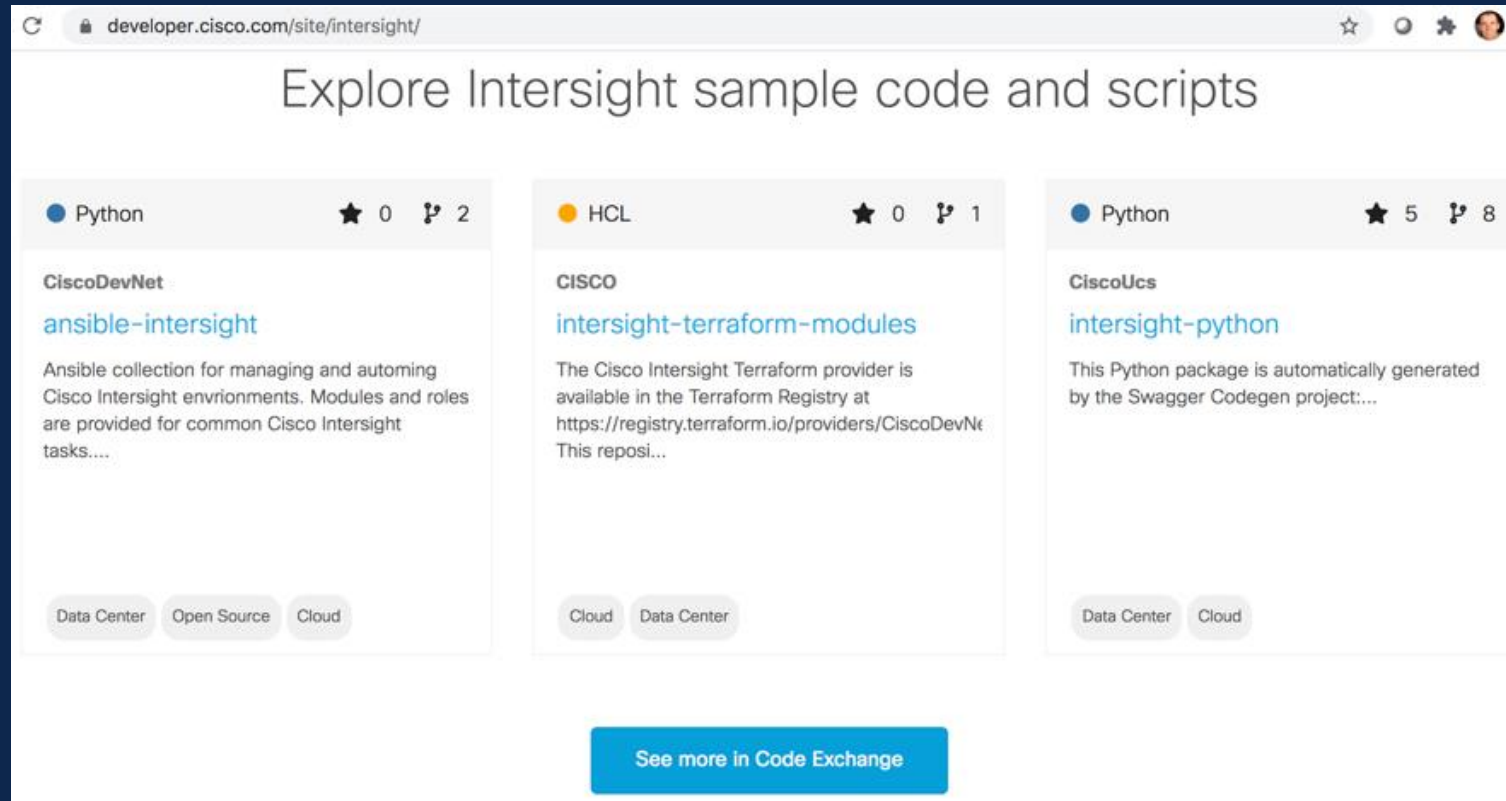 developer.cisco.com/site/intersight/
Explore Intersight sample code and scripts
Python 0 2
CiscoDevNet
ansible-intersight
Ansible collection for managing and automing
Cisco Intersight envrionments. Modules and roles
are provided for common Cisco Intersight
tasks....
Data Center Open Source Cloud
HCL 0 1
CISCO
intersight-terraform-modules
The Cisco Intersight Terraform provider is
available in the Terraform Registry at
https://registry.terraform.io/providers/CiscoDevNe
This reposi...
Cloud Data Center
Python 5 8
CiscoUcs
intersight-python
This Python package is automatically generated
by the Swagger Codegen project:...
Data Center Cloud
See more in Code Exchange